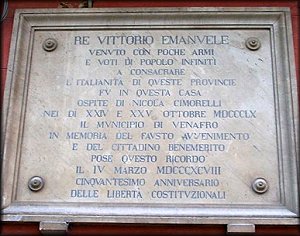 RE VITTORIO EMANUELE
VENUTO CON POCHE ARMI
E VOTI DI POPOLO INFINITI
A CONSACRARE
L'ITALIANITÀ DI QUESTE PROVINCIE
FU IN QUESTA CASA
OSPITE DI NICOLA CIMORELLI
NEI DÌ XXIV E XXV OTTOBRE MDCCCLX
IL MUNICIPIO DI VENAFRO
IN MEMORIA DEL FAUSTO AVVENIMENTO
E DEL CITTADINO BENEMERITO
POSE QUESTO RICORDO
IL IV MARZO MDCCCXCVIII
CINQUANTESIMO ANNIVERSARIO
DELLE LIBERTÀ COSTITUZIONALI